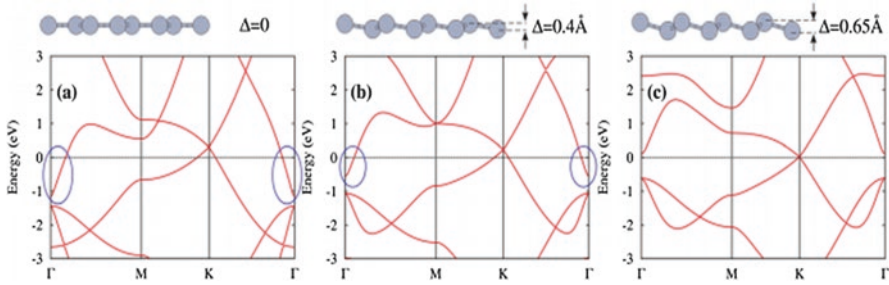 Δ=0 Δ=0.4Å Δ=0.65Å
3 3 3
(a) (b) (c)
2 2 2
1 1 1
0 0 0
-1 -1 -1
-2 -2 -2
-3 -3 -3
Energy (eV) Energy (eV) Energy (eV)
Γ M K Γ Γ M K Γ Γ M K Γ